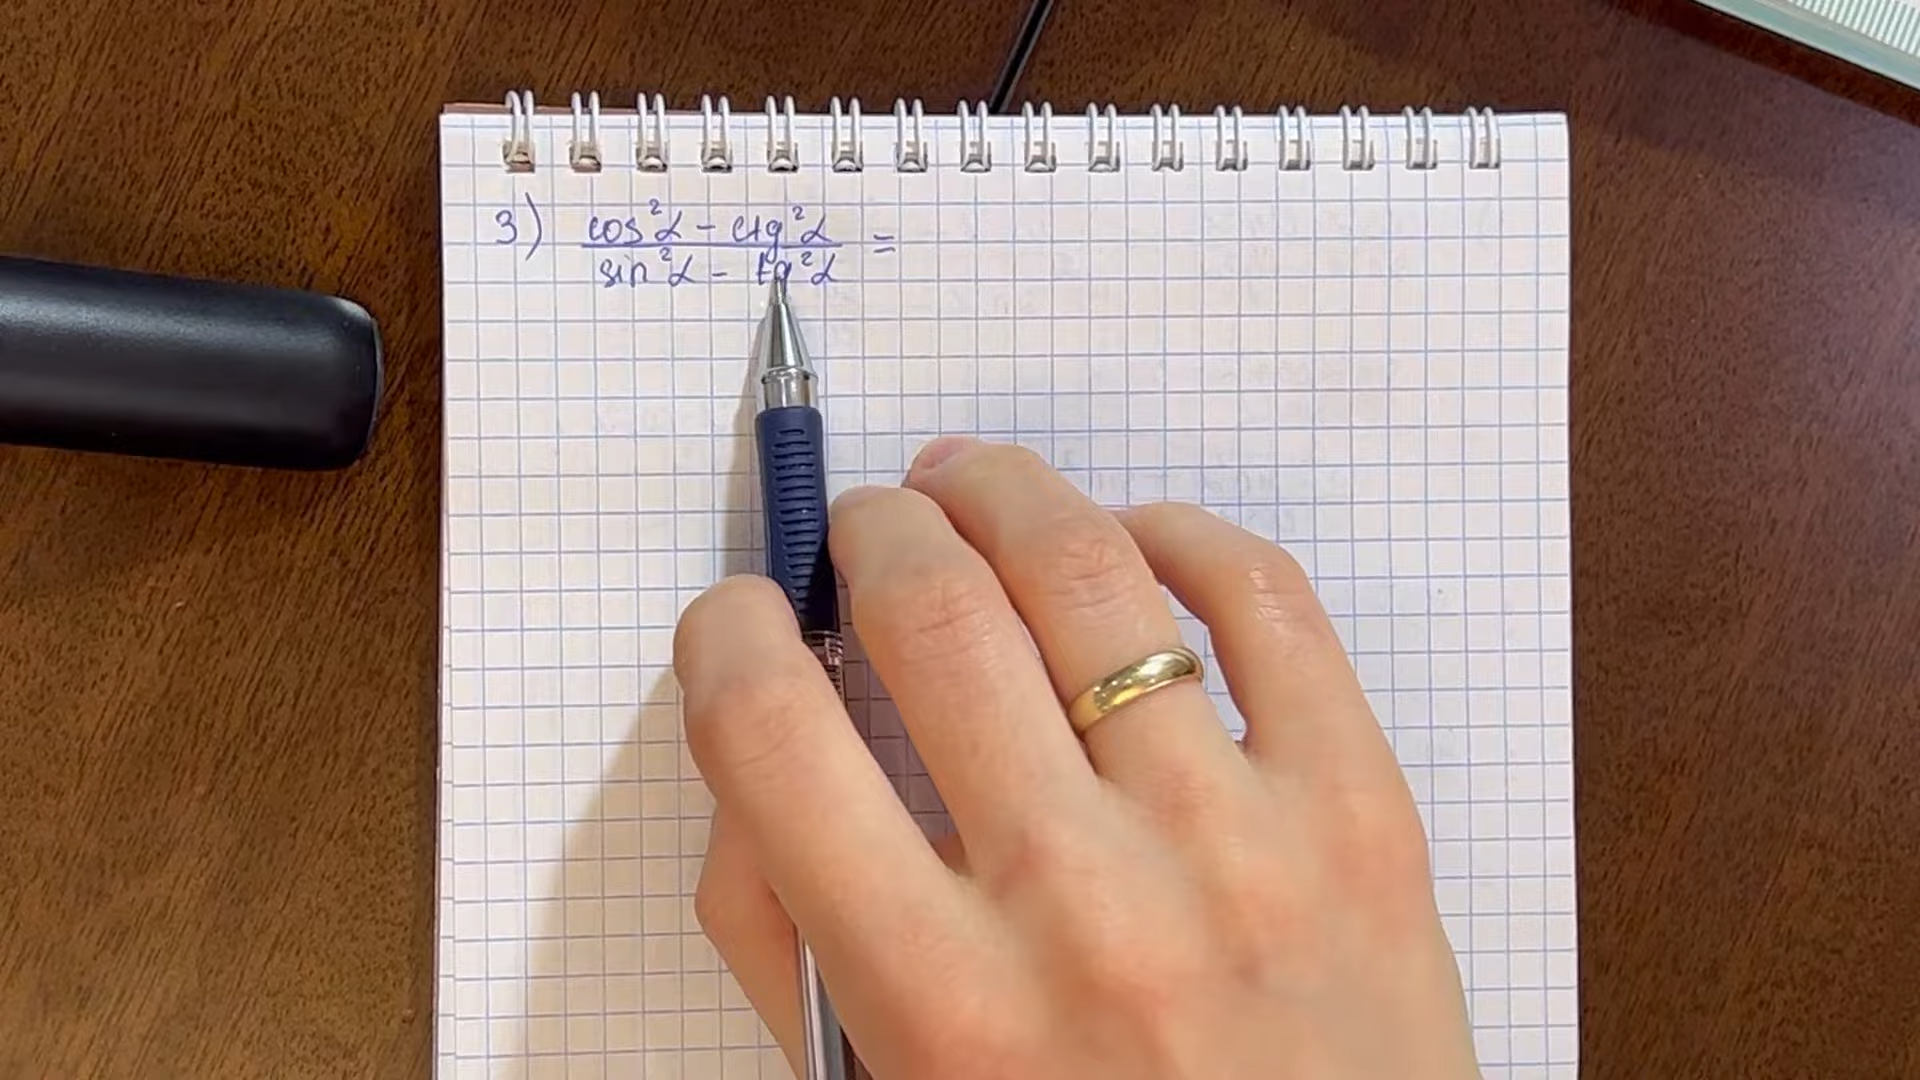 3) cos²α - ctg²α =
sin²α - tg²α